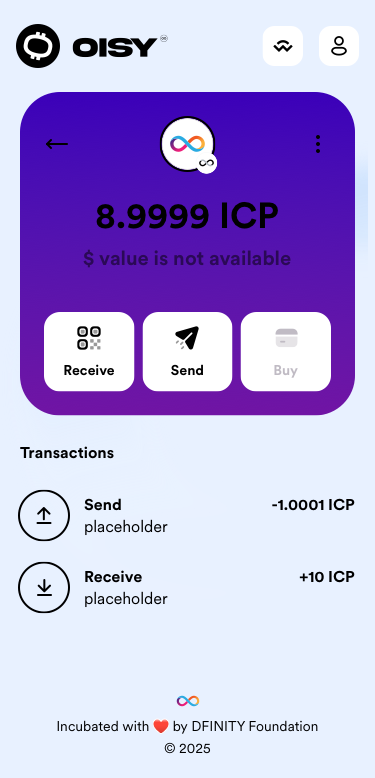 OISY
8.9999 ICP
$ value is not available
Receive
Send
Buy
Transactions
Send
-1.0001 ICP
placeholder
Receive
+10 ICP
placeholder
Incubated with ❤️ by DFINITY Foundation
© 2025